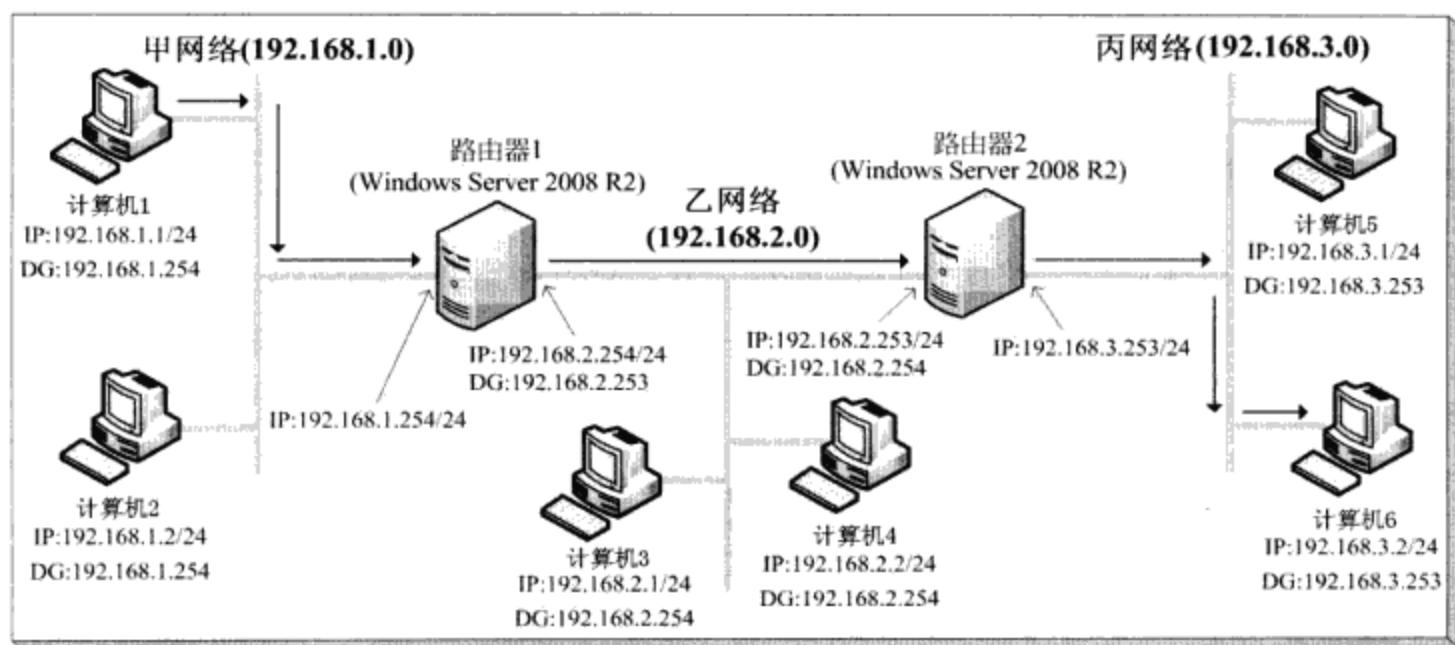 甲网络(192.168.1.0)
丙网络(192.168.3.0)
路由器1
(Windows Server 2008 R2)
路由器2
(Windows Server 2008 R2)
乙网络
(192.168.2.0)
计算机1
IP:192.168.1.1/24
DG:192.168.1.254
计算机5
IP:192.168.3.1/24
DG:192.168.3.253
IP:192.168.2.254/24
DG:192.168.2.253
IP:192.168.2.253/24
DG:192.168.2.254
IP:192.168.3.253/24
IP:192.168.1.254/24
计算机2
IP:192.168.1.2/24
DG:192.168.1.254
计算机3
IP:192.168.2.1/24
DG:192.168.2.254
计算机4
IP:192.168.2.2/24
DG:192.168.2.254
计算机6
IP:192.168.3.2/24
DG:192.168.3.253